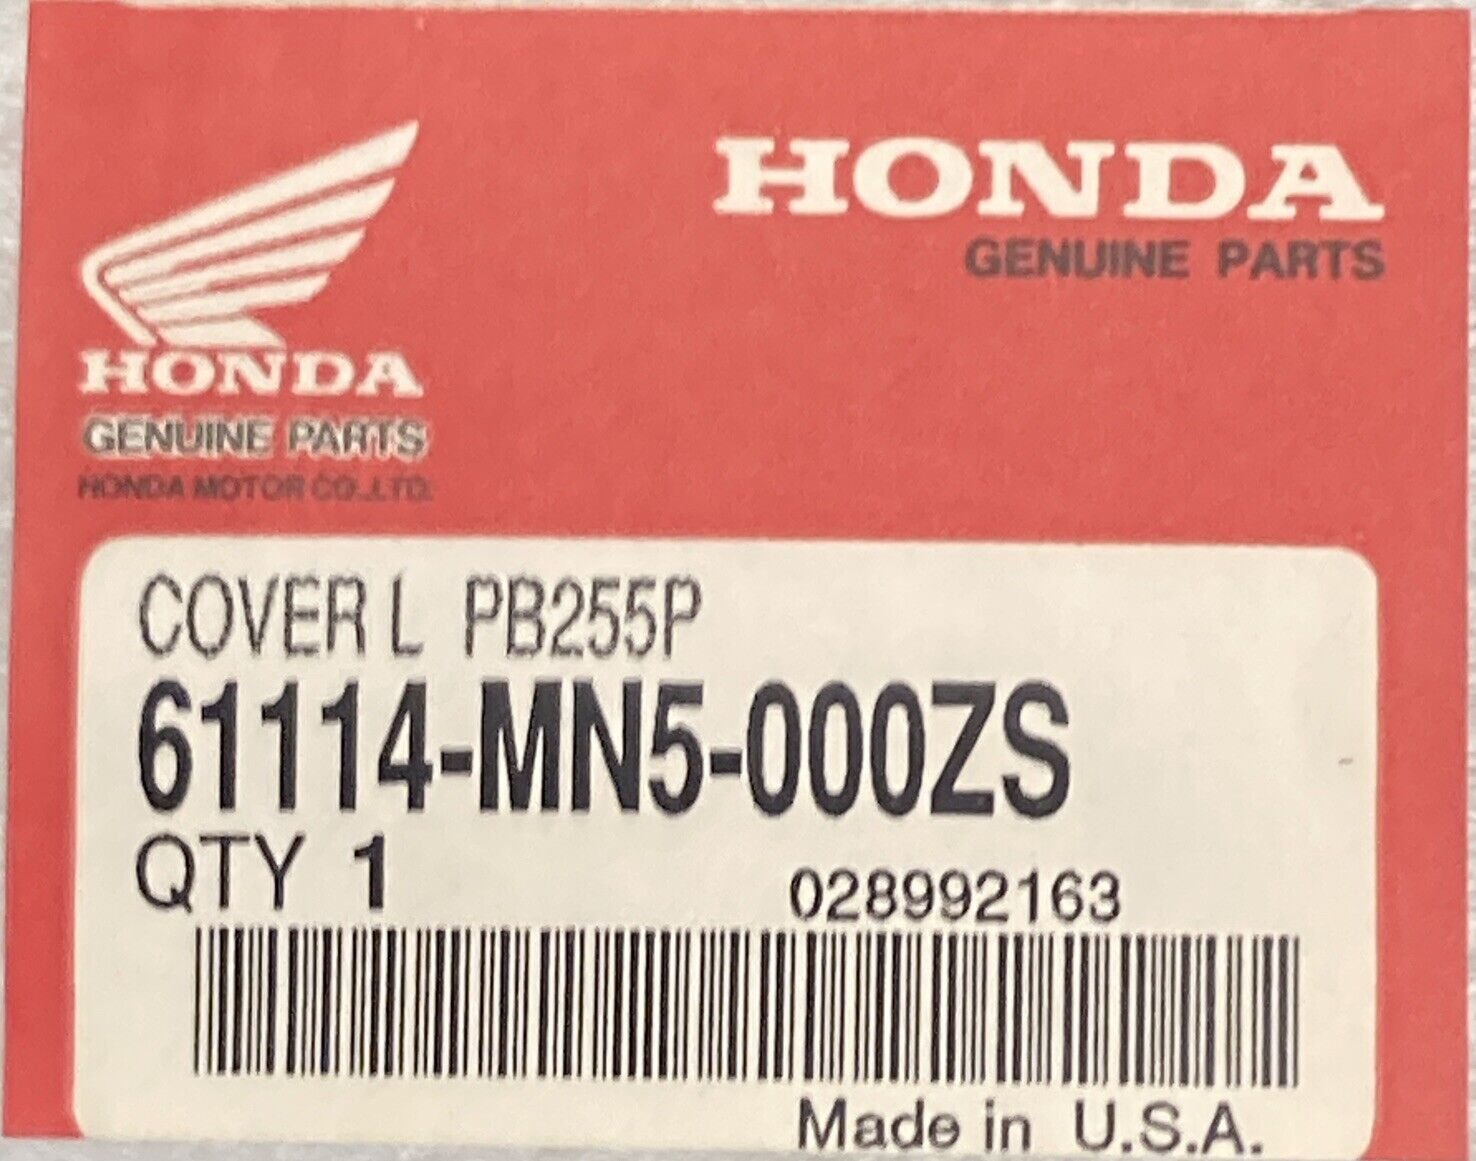 HONDA
GENUINE PARTS
HONDA
GENUINE PARTS
HONDA MOTOR CO.,LTD.
COVER L PB255P
61114-MN5-000ZS
QTY 1
028992163
Made in U.S.A.